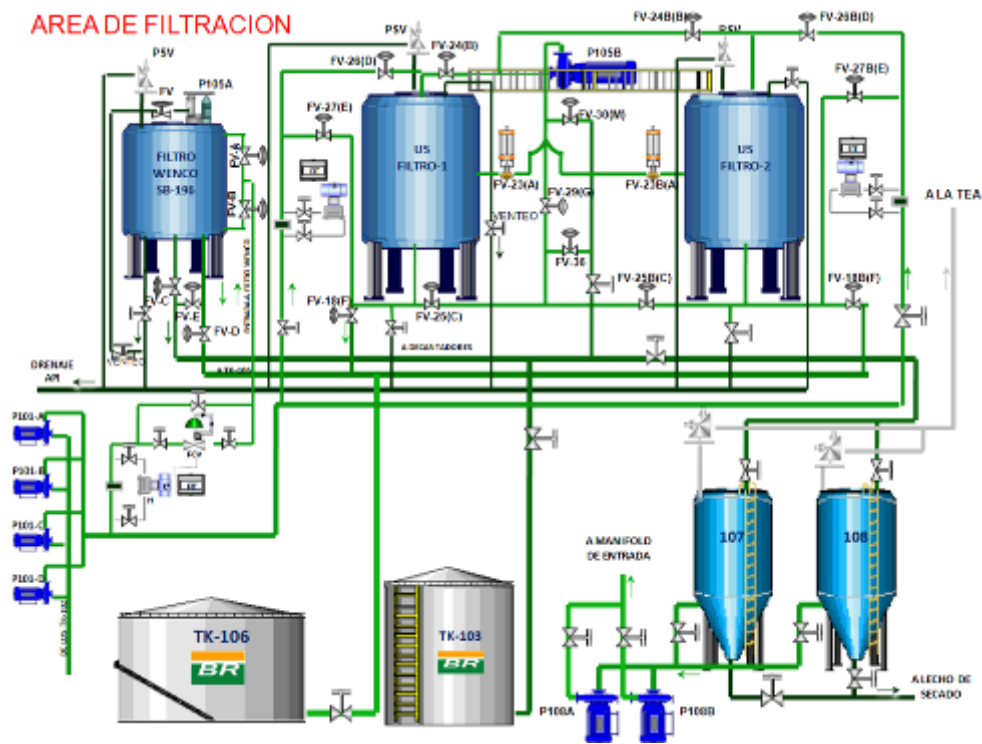 AREA DE FILTRACION
PSV
FV
P105A
FILTRO
WENCO
SB-196
FV-A
FV-B
FV-C
FV-E
FV-D
VENTEO
DRENAJE
API
PSV
FV-26(D)
FV-24(B)
FV-27(E)
US
FILTRO-1
FV-23(A)
VENTEO
FV-18(F)
FV-25(C)
A DECANTADORES
P105B
FV-30(M)
FV-29(G)
FV-36
FV-24B(B)
PSV
FV-26B(D)
FV-27B(E)
US
FILTRO-2
FV-23B(A)
FV-25B(C)
FV-18B(F)
A LA TEA
P101-A
P101-B
P101-C
P101-D
FCV
H
TK-106
BR
TK-103
BR
A MANIFOLD
DE ENTRADA
107
108
P108A
P108B
A LECHO DE
SECADO